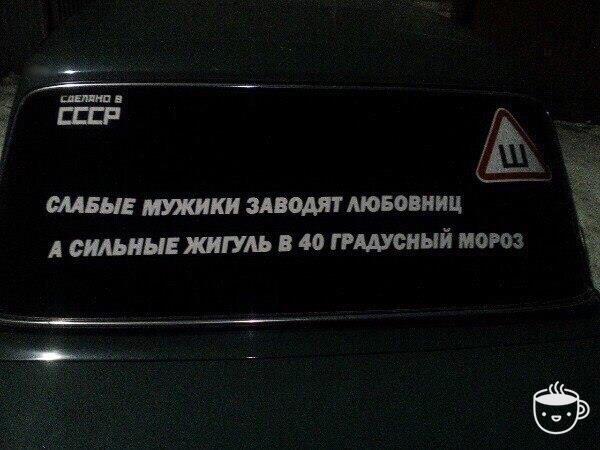 СДЕЛАНО В
СССР
Ш
СЛАБЫЕ МУЖИКИ ЗАВОДЯТ ЛЮБОВНИЦ
А СИЛЬНЫЕ ЖИГУЛЬ В 40 ГРАДУСНЫЙ МОРОЗ